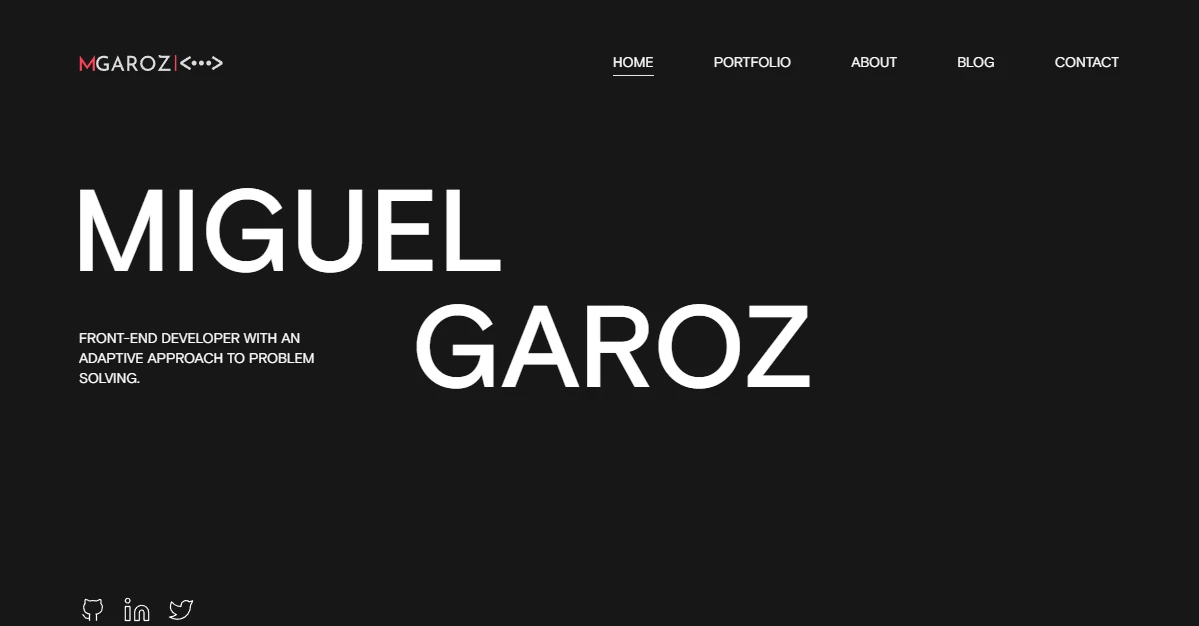 MGAROZ|<···>
HOME PORTFOLIO ABOUT BLOG CONTACT
MIGUEL
GAROZ
FRONT-END DEVELOPER WITH AN
ADAPTIVE APPROACH TO PROBLEM
SOLVING.